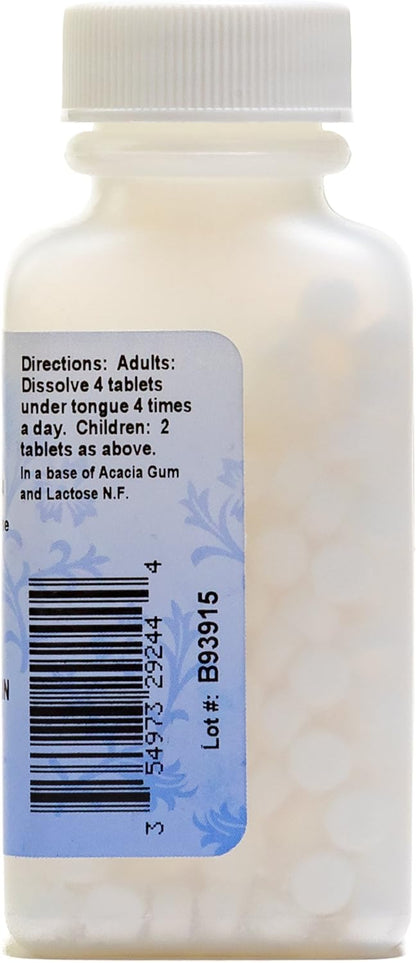 Directions: Adults:
Dissolve 4 tablets
under tongue 4 times
a day. Children: 2
tablets as above.
In a base of Acacia Gum
and Lactose N.F.
e
N
3 54973 29244 4
Lot #: B93915